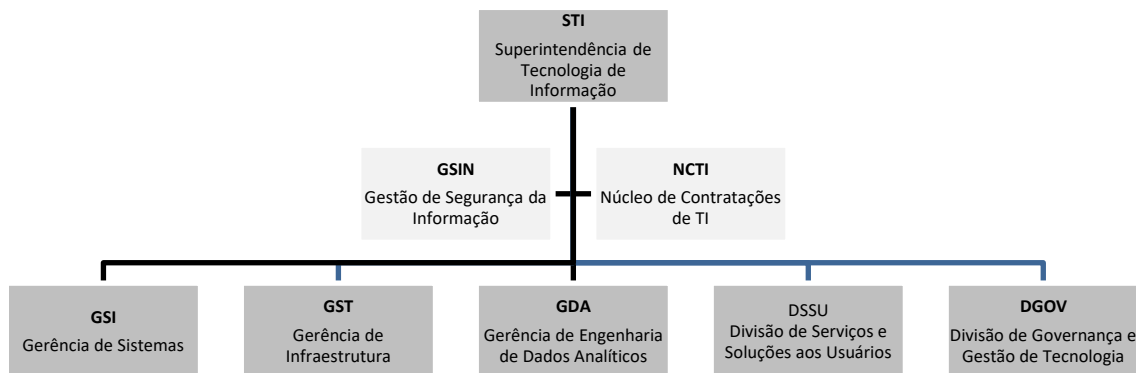 STI
Superintendência de
Tecnologia de
Informação
GSIN
Gestão de Segurança da
Informação
NCTI
Núcleo de Contratações
de TI
GSI
Gerência de Sistemas
GST
Gerência de
Infraestrutura
GDA
Gerência de Engenharia
de Dados Analíticos
DSSU
Divisão de Serviços e
Soluções aos Usuários
DGOV
Divisão de Governança e
Gestão de Tecnologia